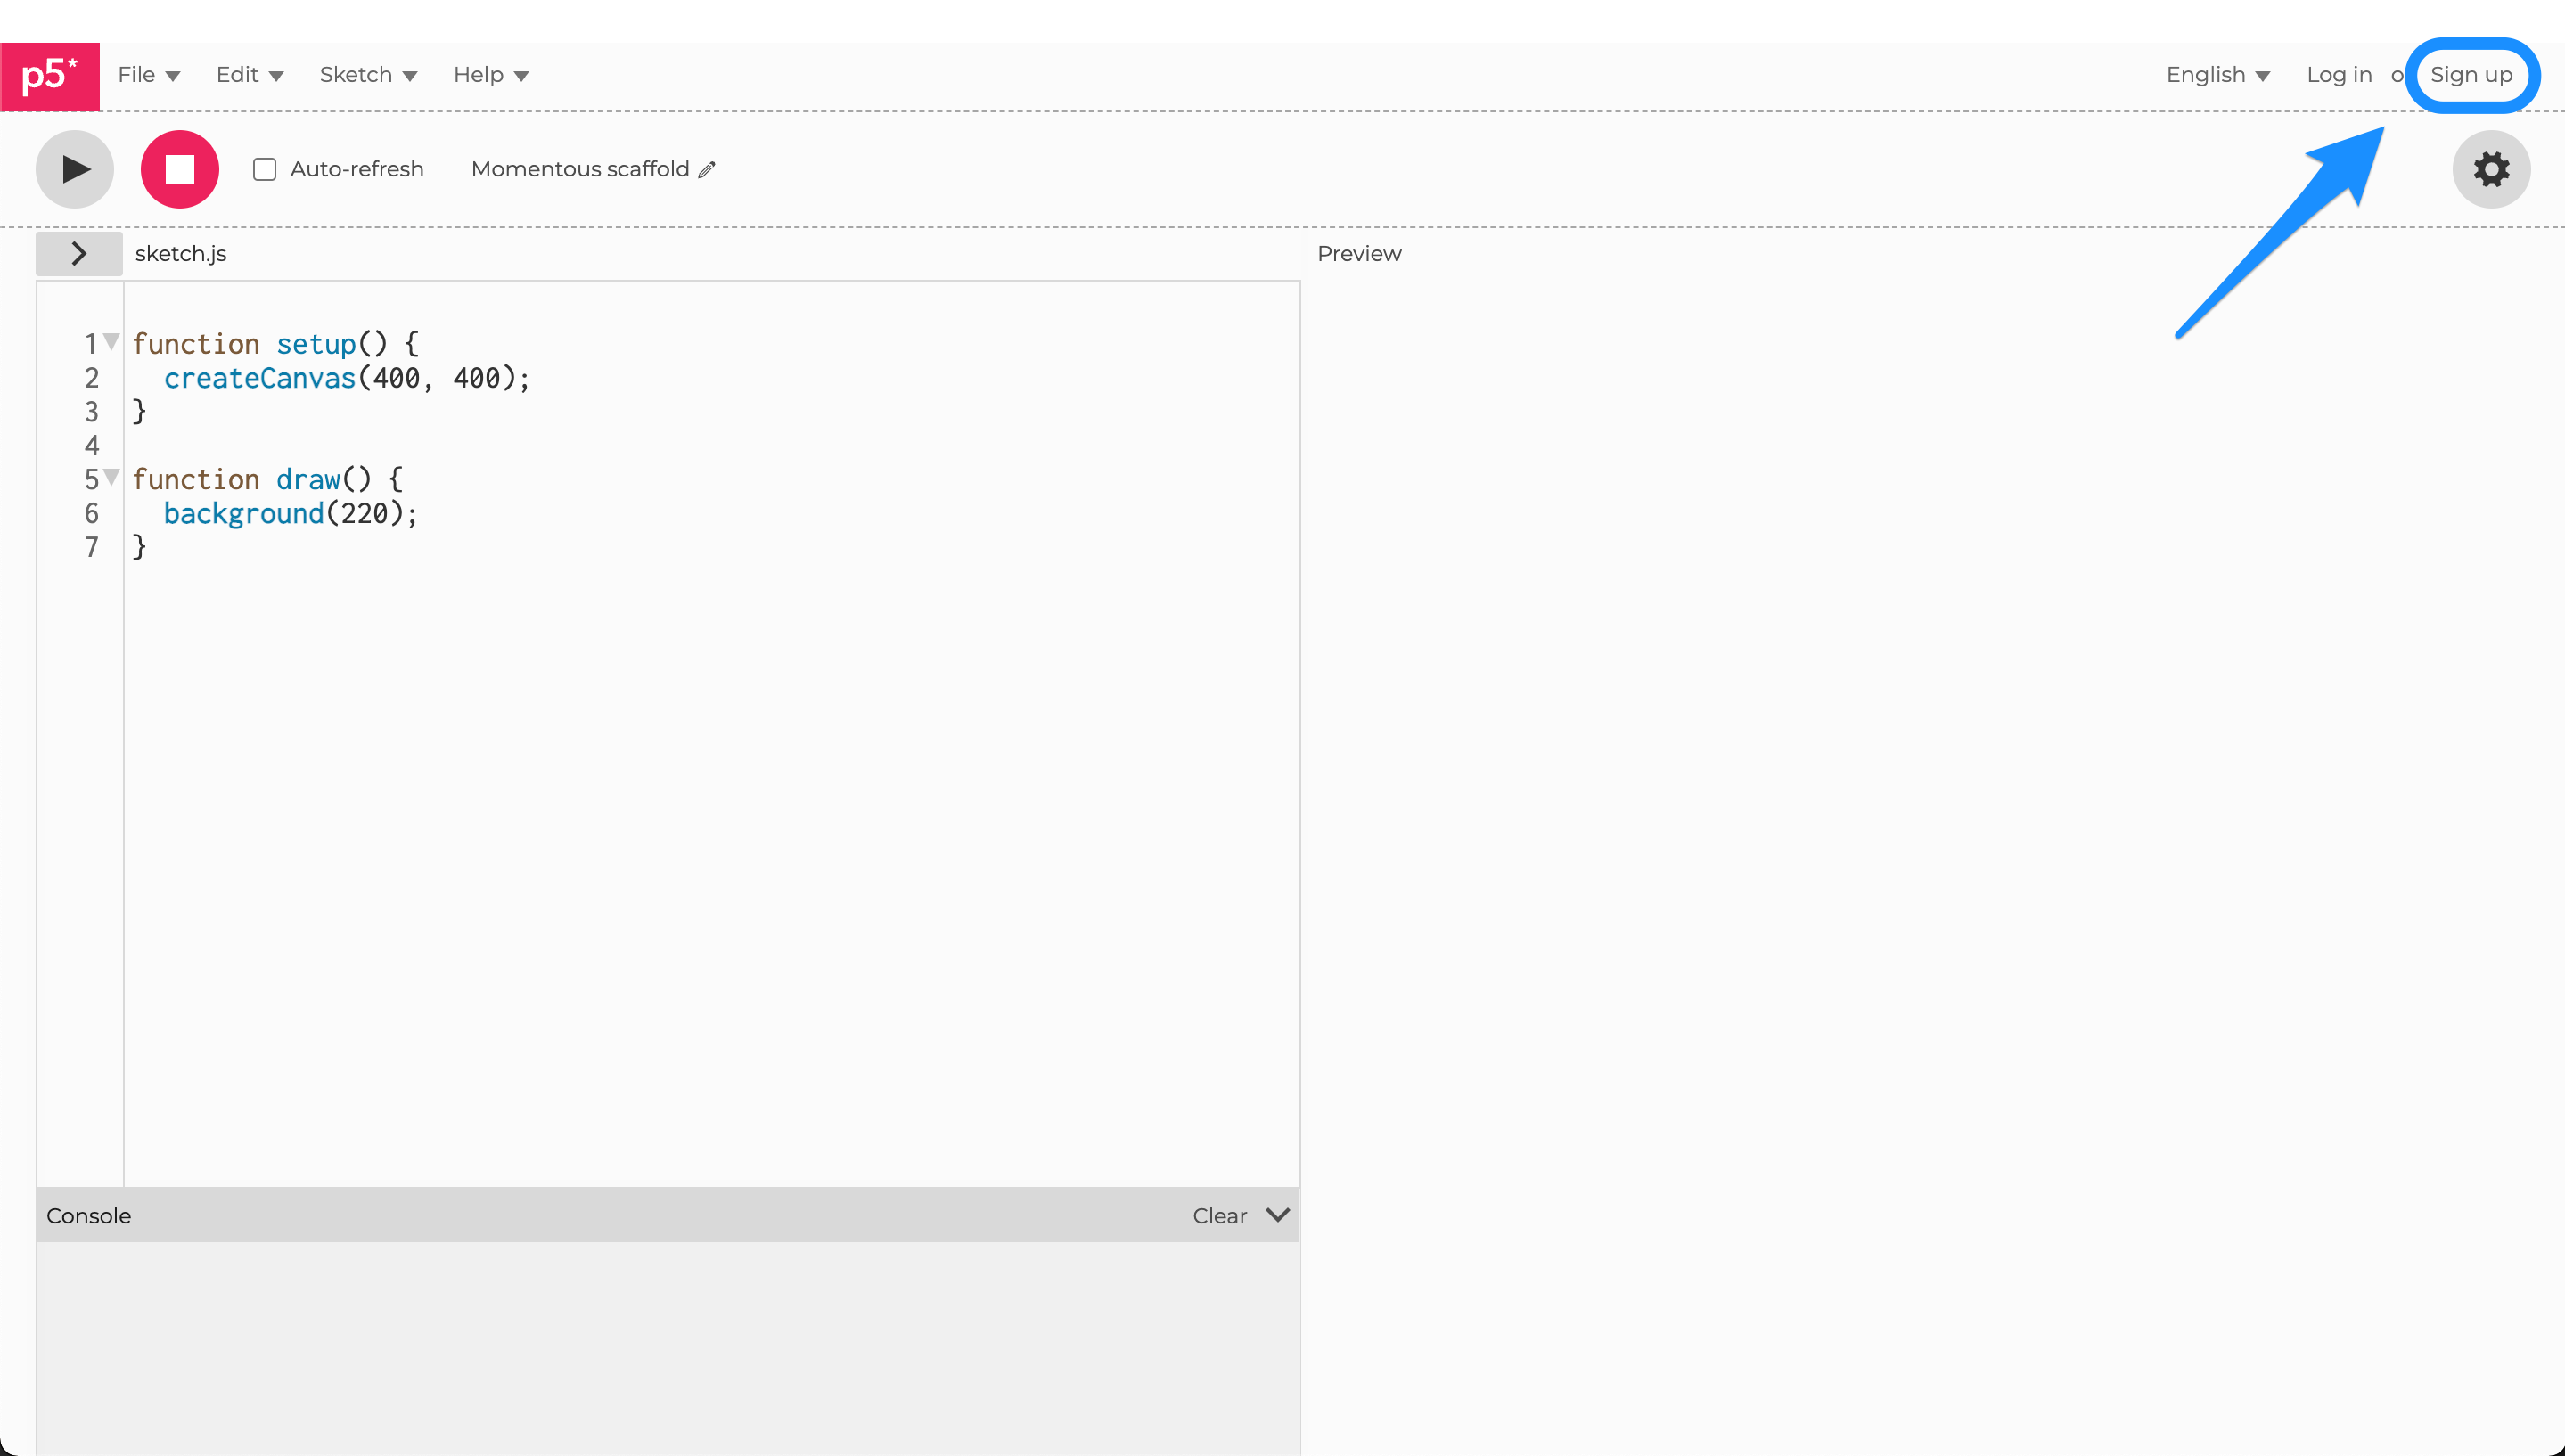 p5* File Edit Sketch Help English Log in o Sign up
Auto-refresh Momentous scaffold
sketch.js Preview
1 function setup() {
2   createCanvas(400, 400);
3 }
4
5 function draw() {
6   background(220);
7 }
Console Clear